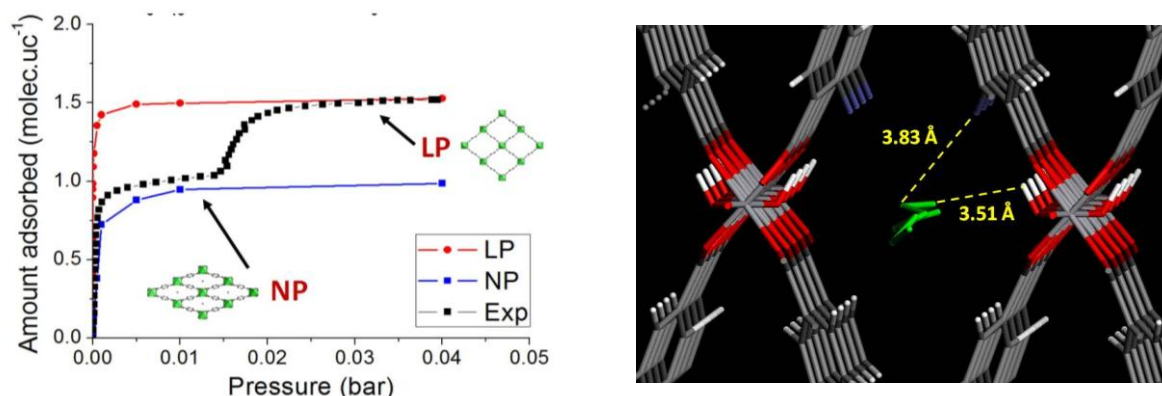 Amount adsorbed (molec.uc⁻¹)
2.0
1.5
1.0
0.5
0.0
LP
NP
LP
NP
Exp
0.00 0.01 0.02 0.03 0.04 0.05
Pressure (bar)
3.83 Å
3.51 Å